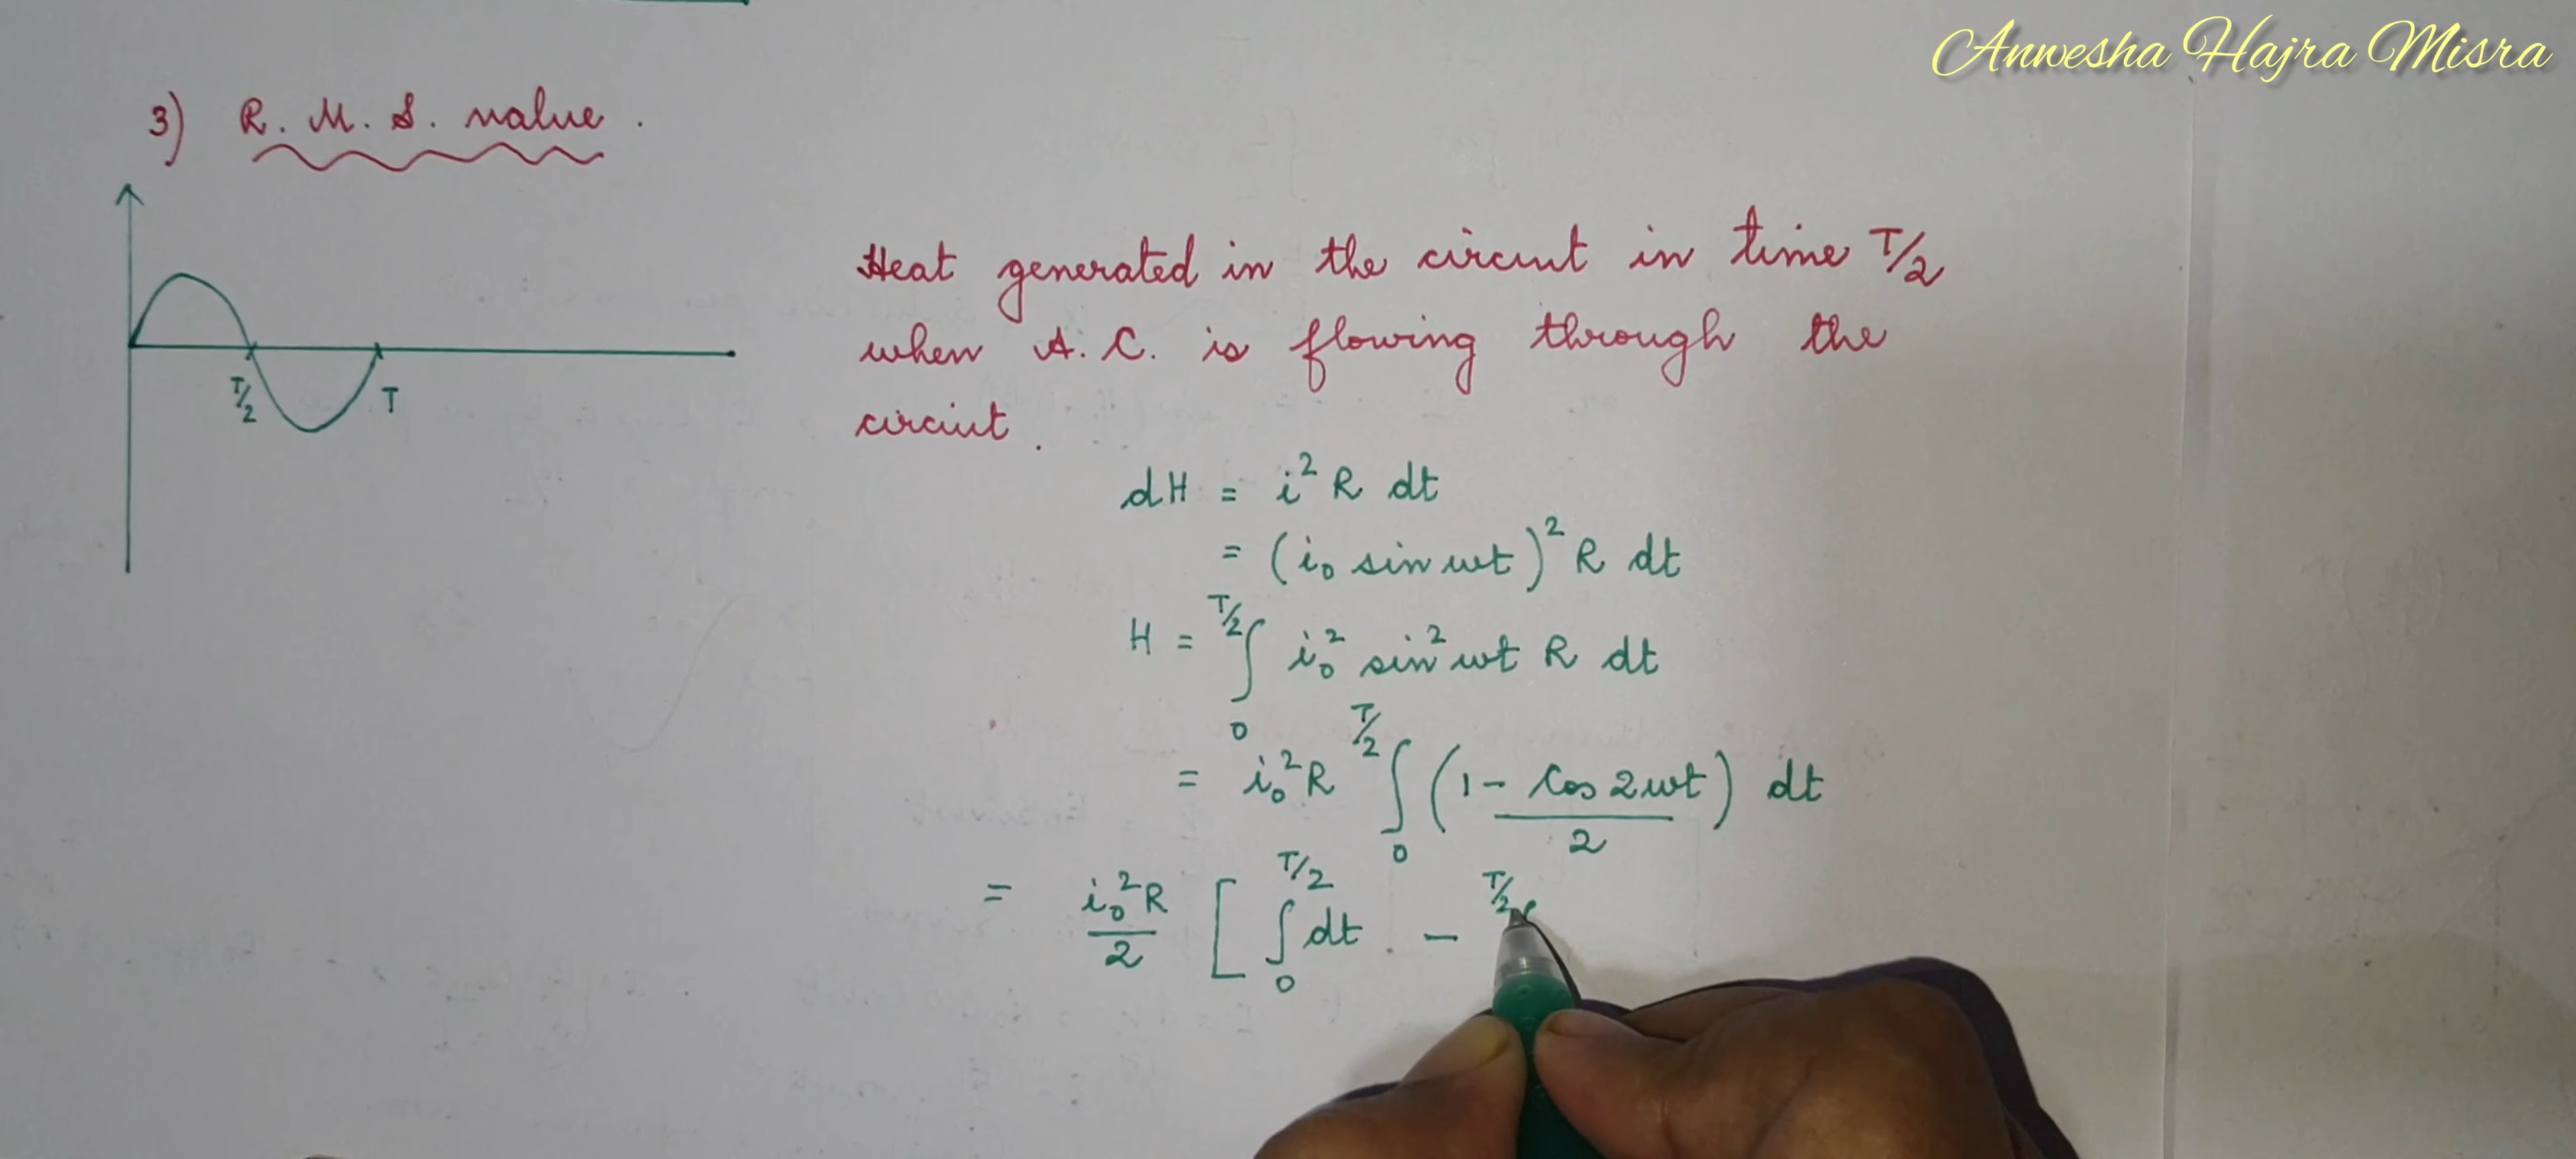 Anwesha Hajra Misra
3) R. M. S. value.
T/2
T
Heat generated in the circuit in time T/2
when A. C. is flowing through the
circuit.
dH = i² R dt
= (i₀ sin ωt)² R dt
H = ∫₀^{T/2} i₀² sin² ωt R dt
= i₀² R ∫₀^{T/2} (1 - Cos 2ωt / 2) dt
= i₀² R / 2 [ ∫₀^{T/2} dt - T/2